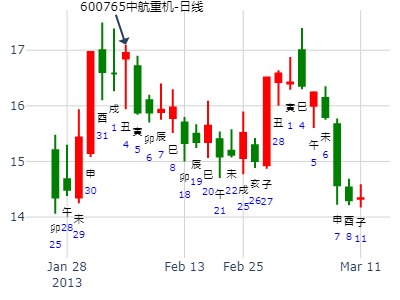 600765中航重机-日线
17
16
15
14
卯
25
午
28
未
29
申
30
酉
31
戌
1
丑
4
寅
5
卯
6
辰
7
巳
8
卯
18
辰
19
巳
20
午
21
未
22
戌
25
亥
26
子
27
丑
28
寅
1
巳
4
午
5
未
6
申
7
酉
8
子
11
Jan 28
2013
Feb 13
Feb 25
Mar 11